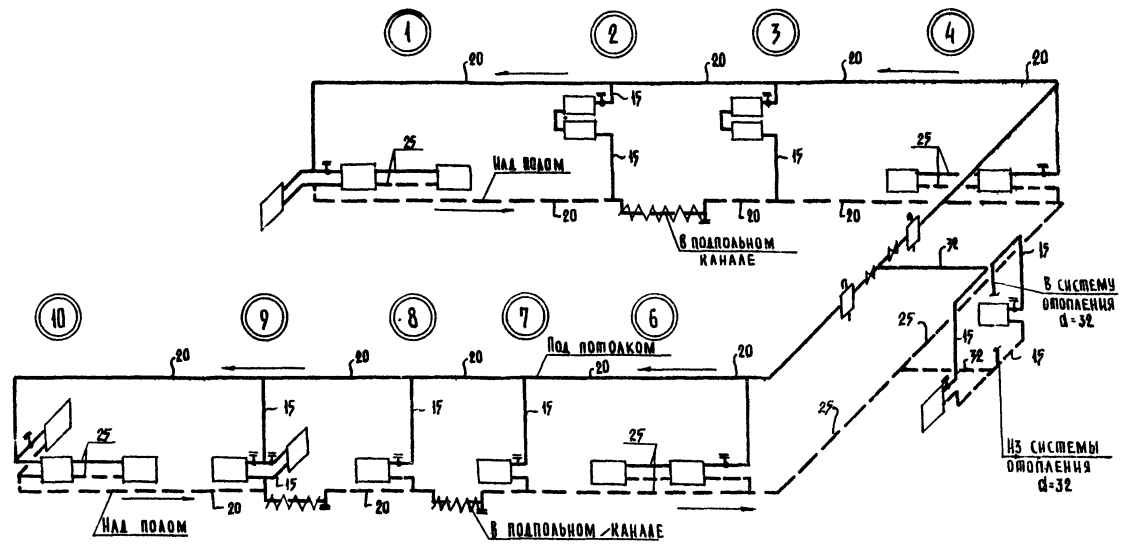 1 2 3 4
20 20 20 20
15 15
25 15 15 25
Над полом
20 20 20
В подпольном
канале
32 15
В систему
отопления
d=32
10 9 8 7 6
Под потолком
20 20 20 20 20
25 15 32 15
15 15 15
25 25 25
15
Из системы
отопления
d=32
20 20
Над полом
В подпольном канале